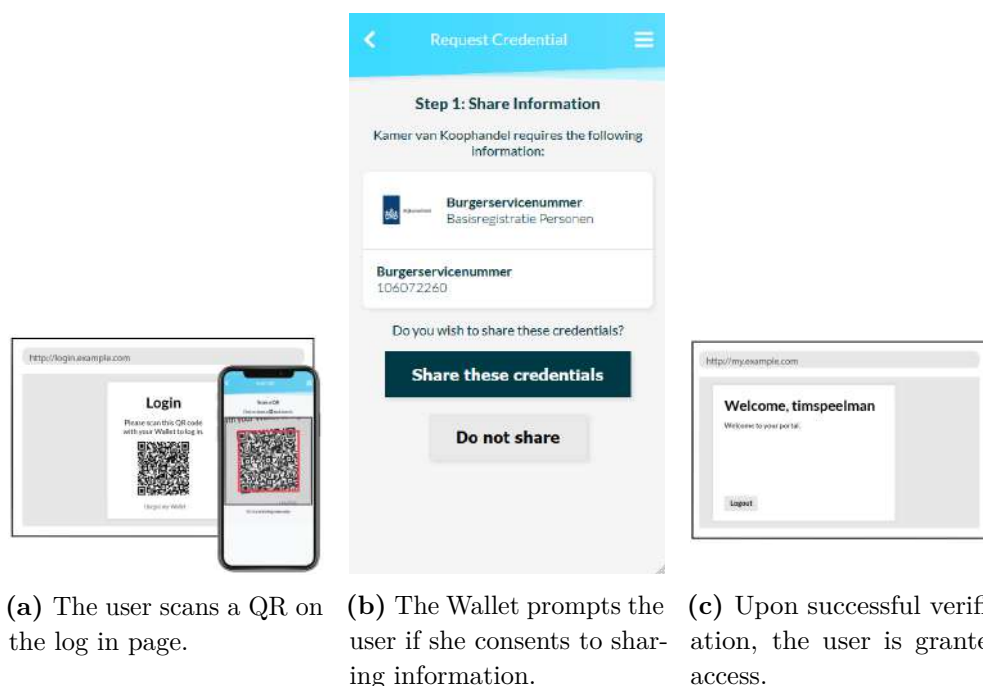 Request Credential
Step 1: Share Information
Kamer van Koophandel requires the following
information:
Burgerservicenummer
Basisregistratie Personen
Burgerservicenummer
106072260
Do you wish to share these credentials?
Share these credentials
Do not share
http://login.example.com
Login
Please scan this QR code
with your Wallet to log in.
http://my.example.com
Welcome, timspeelman
Welcome to your portal.
Logout
(a) The user scans a QR on
the log in page.
(b) The Wallet prompts the
user if she consents to shar-
ing information.
(c) Upon successful verifi
ation, the user is grante
access.